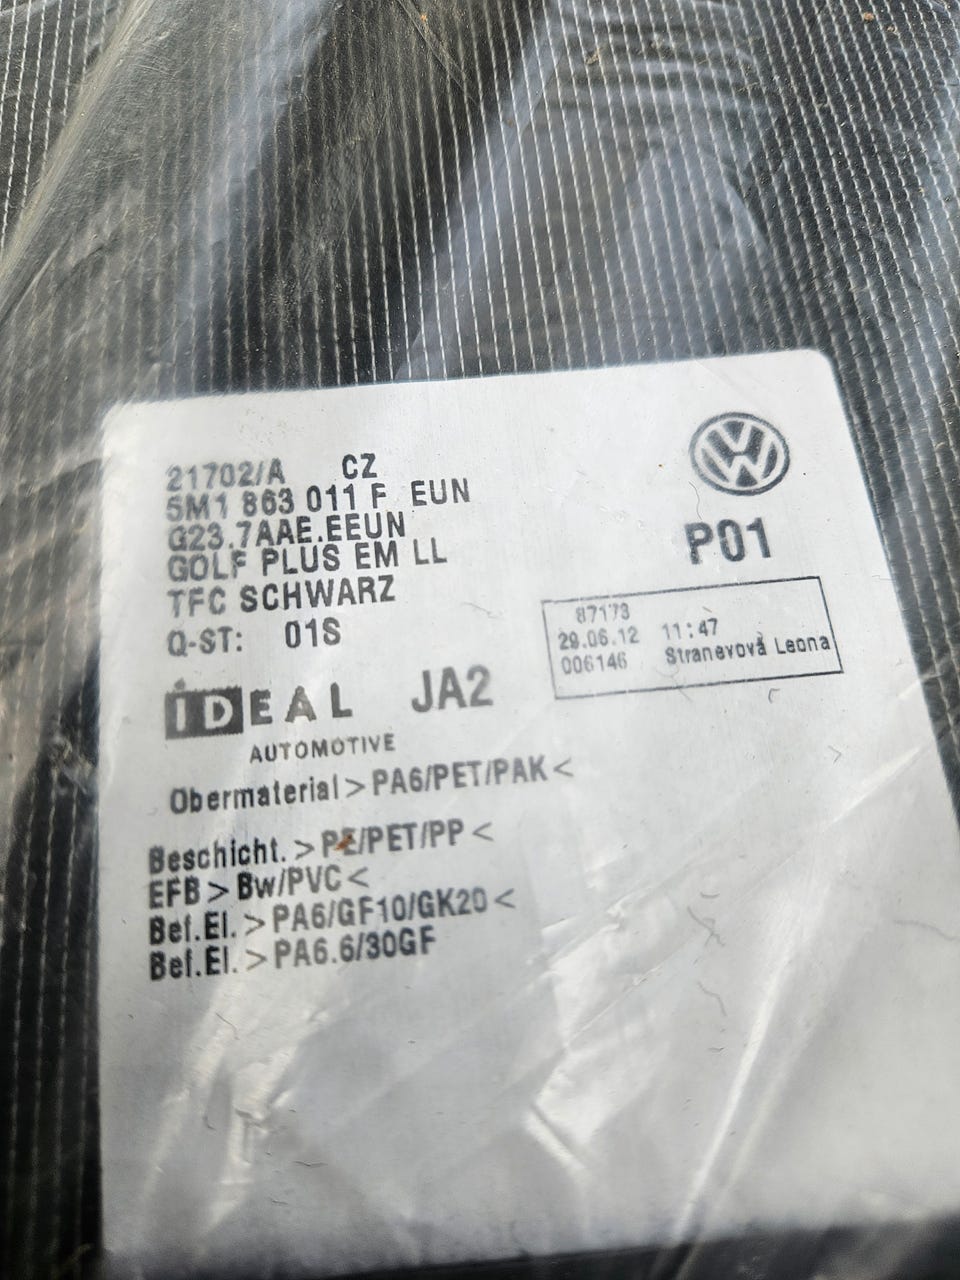 21702/A CZ
5M1 863 011 F EUN
G23.7AAE.EEUN
GOLF PLUS EM LL
TFC SCHWARZ
Q-ST: 01S
P01
87173
29.06.12 11:47
006146 Stranevová Leona
IDEAL JA2
AUTOMOTIVE
Obermaterial>PA6/PET/PAK<
Beschicht.>PE/PET/PP<
EFB>Bw/PVC<
Bef.El.>PA6/GF10/GK20<
Bef.El.>PA6.6/30GF